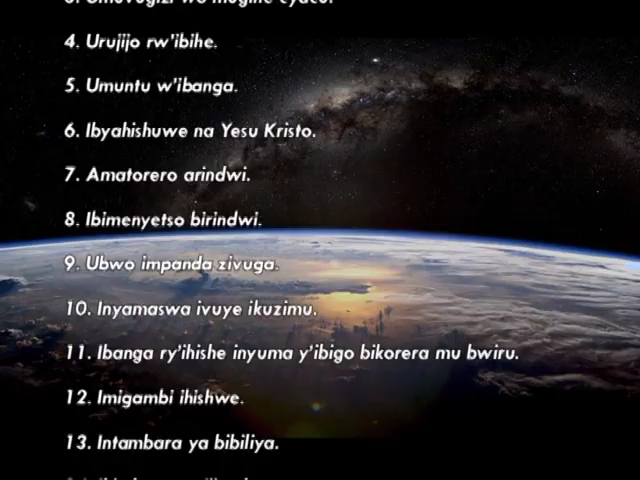 4. Urujijo rw'ibihe.
5. Umuntu w'ibanga.
6. Ibyahishuwe na Yesu Kristo.
7. Amatorero arindwi.
8. Ibimenyetso birindwi.
9. Ubwo impanda zivuga.
10. Inyamaswa ivuye ikuzimu.
11. Ibanga ry'ihishe inyuma y'ibigo bikorera mu bwiru.
12. Imigambi ihishwe.
13. Intambara ya bibiliya.